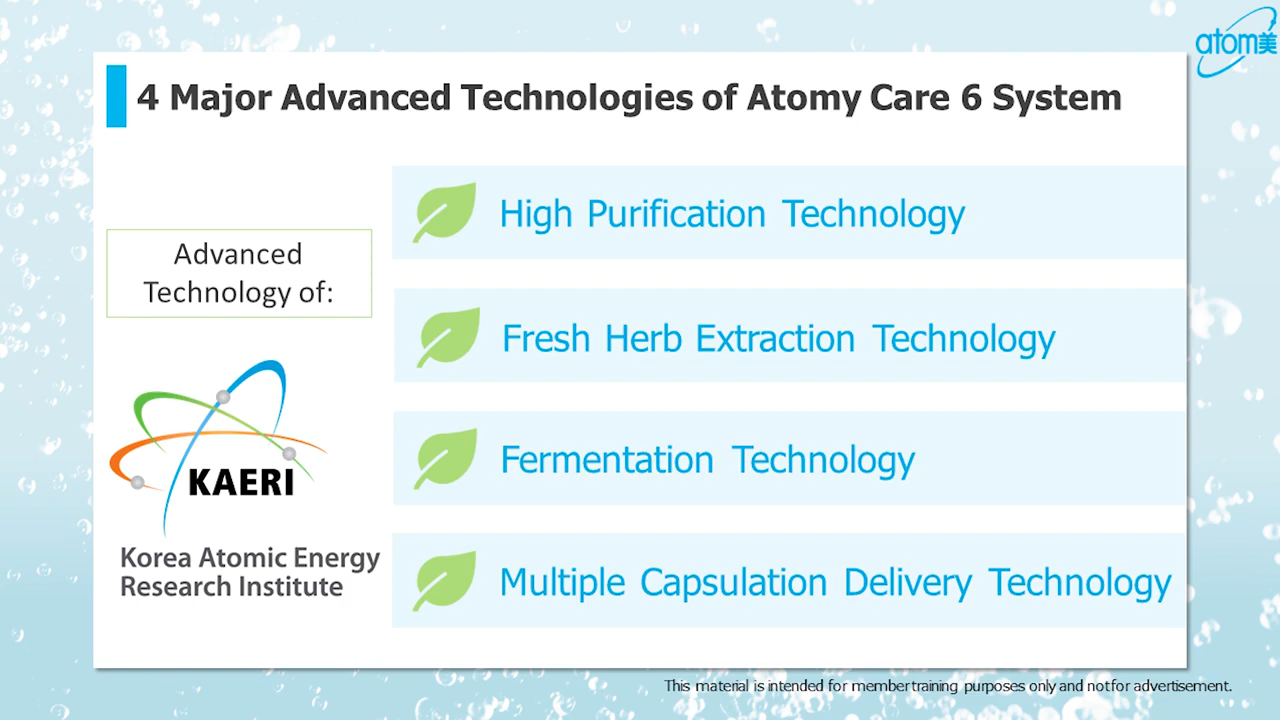 atom美
4 Major Advanced Technologies of Atomy Care 6 System
Advanced
Technology of:
KAERI
Korea Atomic Energy
Research Institute
High Purification Technology
Fresh Herb Extraction Technology
Fermentation Technology
Multiple Capsulation Delivery Technology
This material is intended for member training purposes only and not for advertisement.